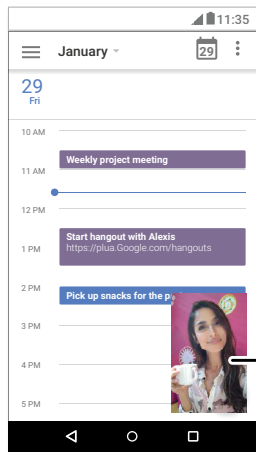 11:35
January
29
29
Fri
10 AM
Weekly project meeting
11 AM
12 PM
Start hangout with Alexis
https://plua.Google.com/hangouts
1 PM
2 PM
Pick up snacks for the p
3 PM
4 PM
5 PM